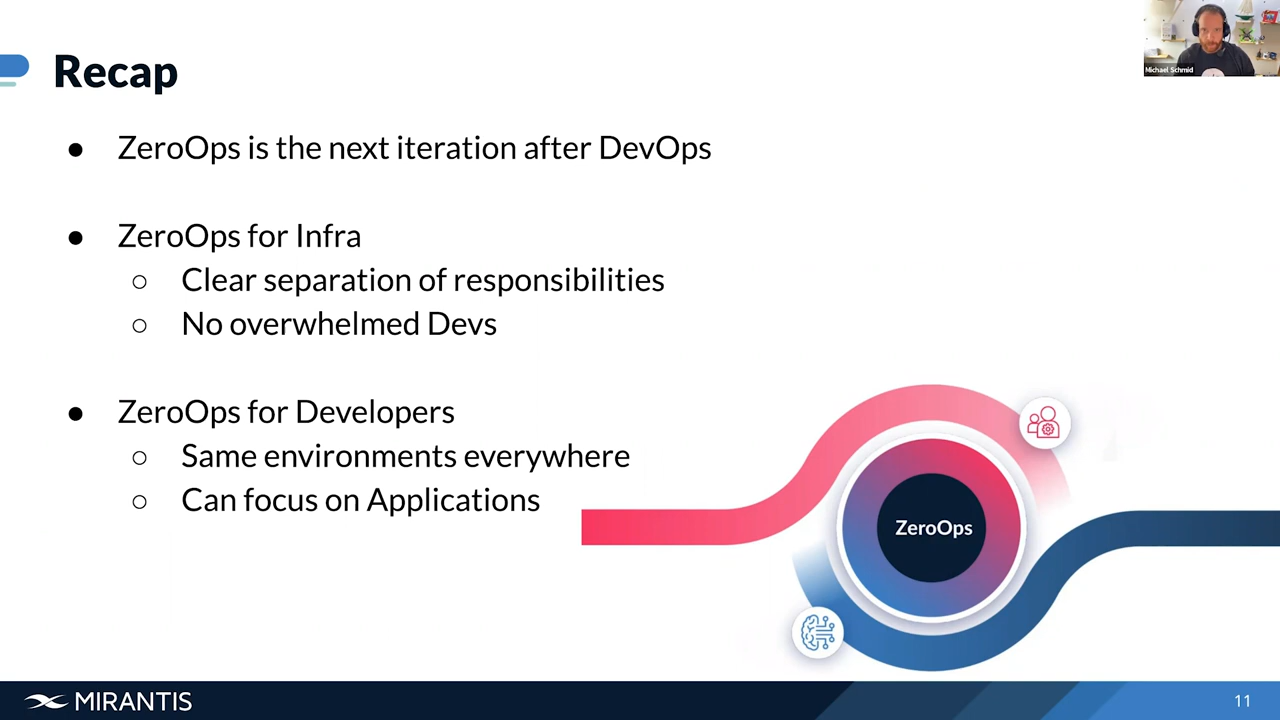 Michael Schmid
Recap
● ZeroOps is the next iteration after DevOps
● ZeroOps for Infra
○ Clear separation of responsibilities
○ No overwhelmed Devs
● ZeroOps for Developers
○ Same environments everywhere
○ Can focus on Applications
ZeroOps
MIRANTIS
11